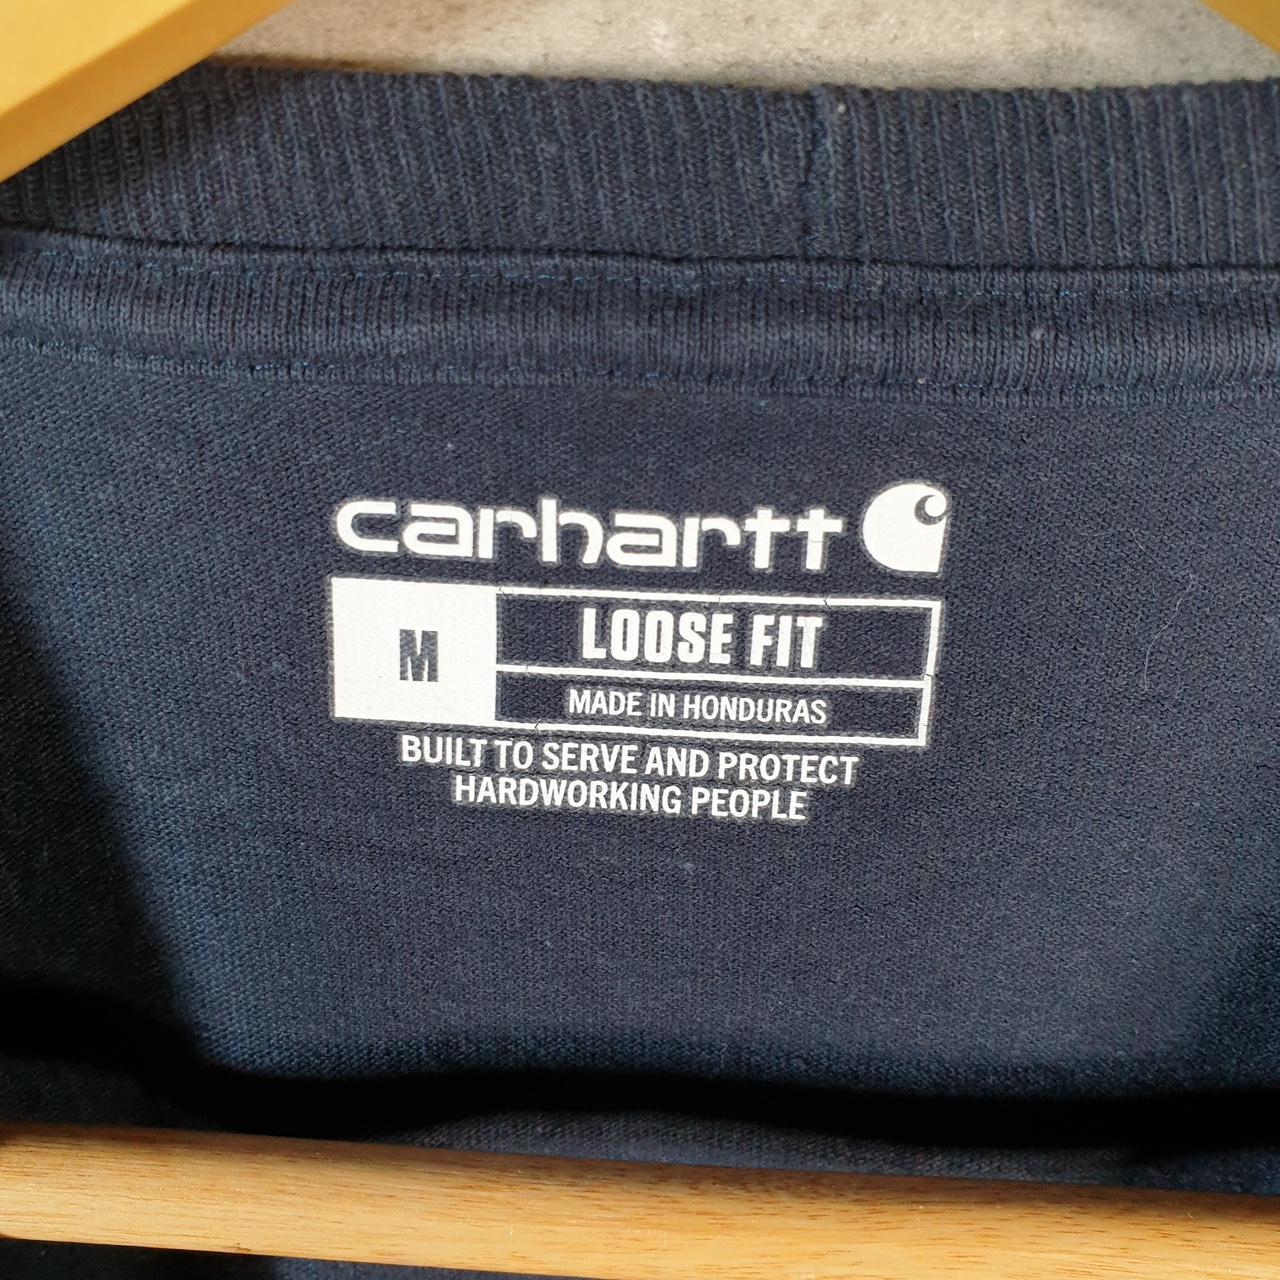 carhartt
M
LOOSE FIT
MADE IN HONDURAS
BUILT TO SERVE AND PROTECT
HARDWORKING PEOPLE